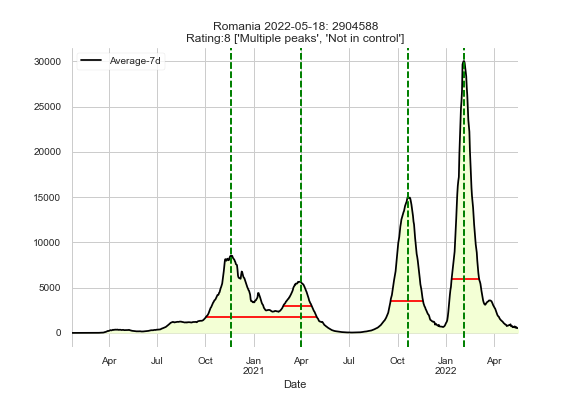 Romania 2022-05-18: 2904588
Rating:8 ['Multiple peaks', 'Not in control']
Average-7d
30000
25000
20000
15000
10000
5000
0
Apr Jul Oct Jan Apr Jul Oct Jan Apr
2021 2022
Date